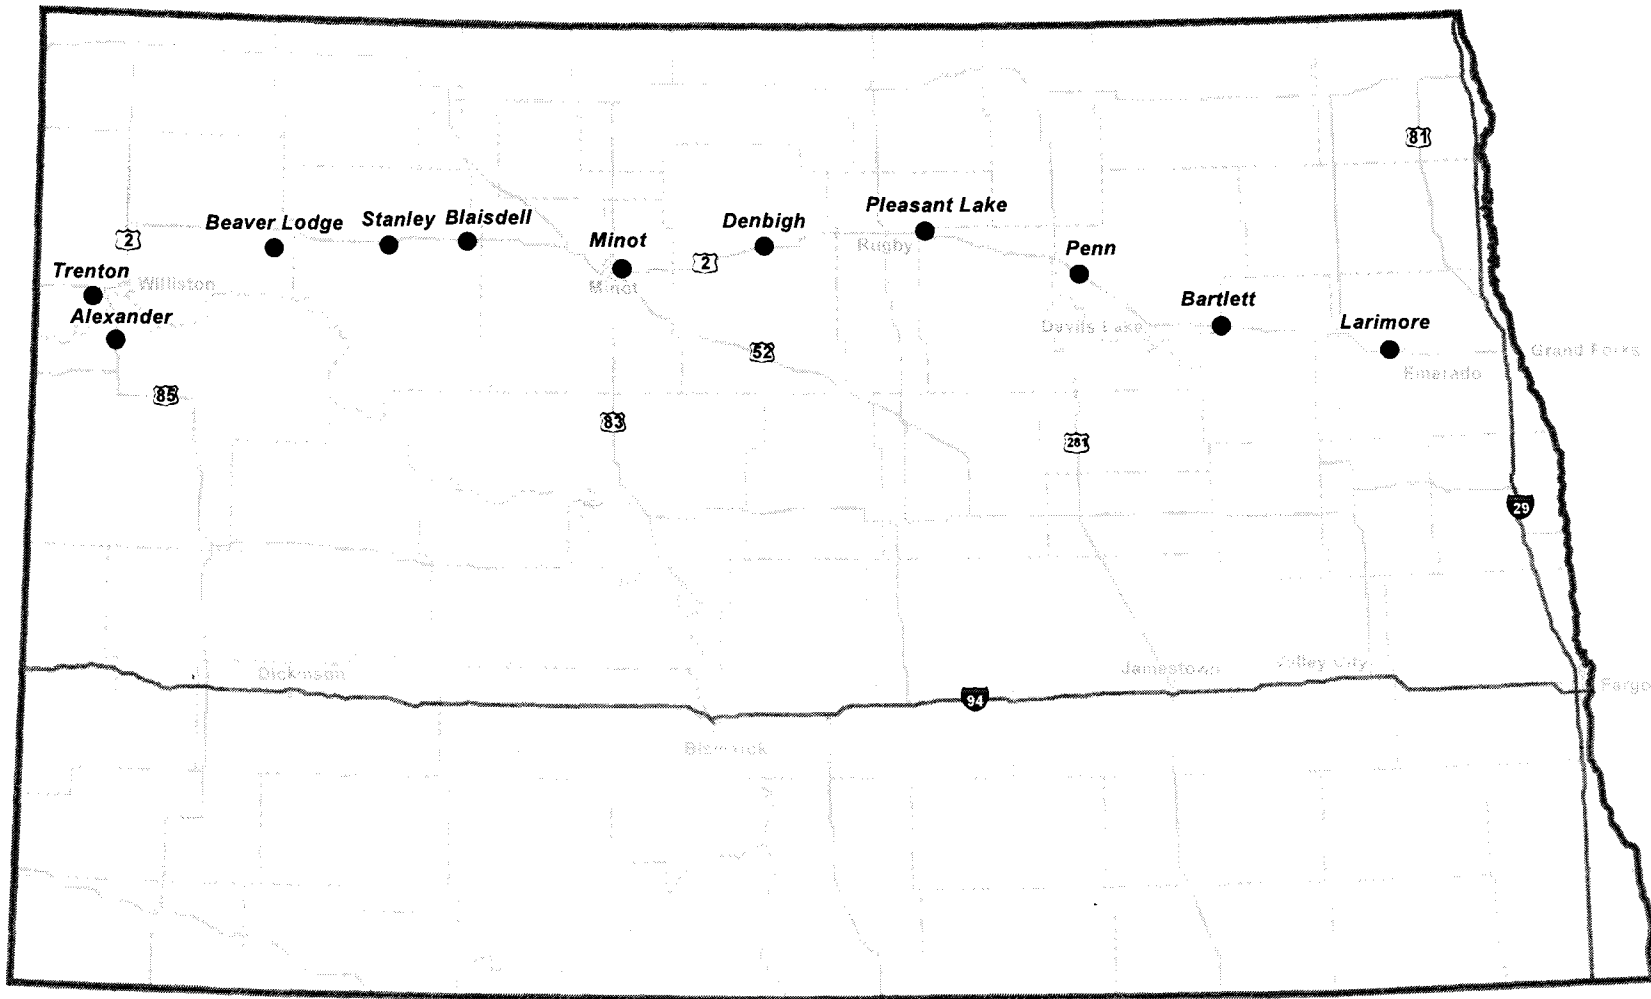 81
Pleasant Lake
Beaver Lodge
Stanley
Blaisdell
Denbigh
2
Minot
Rugby
Penn
2
Trenton
Williston
Minot
Bartlett
Alexander
Devils Lake
Larimore
52
Grand Forks
Emerado
85
83
281
29
Dickinson
Jamestown
Valley City
94
Fargo
Bismarck